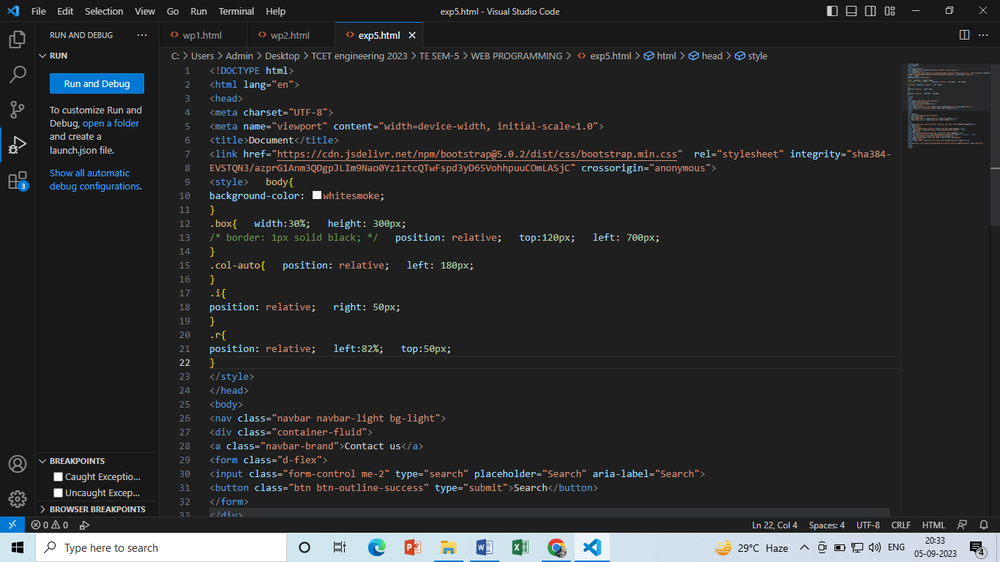 File Edit Selection View Go Run Terminal Help exp5.html - Visual Studio Code
RUN AND DEBUG ···
RUN
Run and Debug
To customize Run and
Debug, open a folder
and create a
launch.json file.
Show all automatic
debug configurations.
3
BREAKPOINTS
Caught Exceptio...
Uncaught Excep...
BROWSER BREAKPOINTS
<> wp1.html <> wp2.html <> exp5.html
C: > Users > Admin > Desktop > TCET engineering 2023 > TE SEM-5 > WEB PROGRAMMING > <> exp5.html > html > head > style
1 <!DOCTYPE html>
2 <html lang="en">
3 <head>
4 <meta charset="UTF-8">
5 <meta name="viewport" content="width=device-width, initial-scale=1.0">
6 <title>Document</title>
7 <link href="https://cdn.jsdelivr.net/npm/bootstrap@5.0.2/dist/css/bootstrap.min.css"  rel="stylesheet" integrity="sha384-
8 EVSTQN3/azprG1Anm3QDgpJLIm9Nao0Yz1ztcQTwFspd3yD65VohhpuuCOmLASjC" crossorigin="anonymous">
9 <style>   body{
10 background-color: whitesmoke;
11 }
12 .box{   width:30%;   height: 300px;
13 /* border: 1px solid black; */   position: relative;   top:120px;   left: 700px;
14 }
15 .col-auto{   position: relative;   left: 180px;
16 }
17 .i{
18 position: relative;   right: 50px;
19 }
20 .r{
21 position: relative;   left:82%;   top:50px;
22 }
23 </style>
24 </head>
25 <body>
26 <nav class="navbar navbar-light bg-light">
27 <div class="container-fluid">
28 <a class="navbar-brand">Contact us</a>
29 <form class="d-flex">
30 <input class="form-control me-2" type="search" placeholder="Search" aria-label="Search">
31 <button class="btn btn-outline-success" type="submit">Search</button>
32 </form>
33 </div>
0 0 Ln 22, Col 4 Spaces: 4 UTF-8 CRLF HTML
Type here to search 29°C Haze ENG 20:33
05-09-2023 4